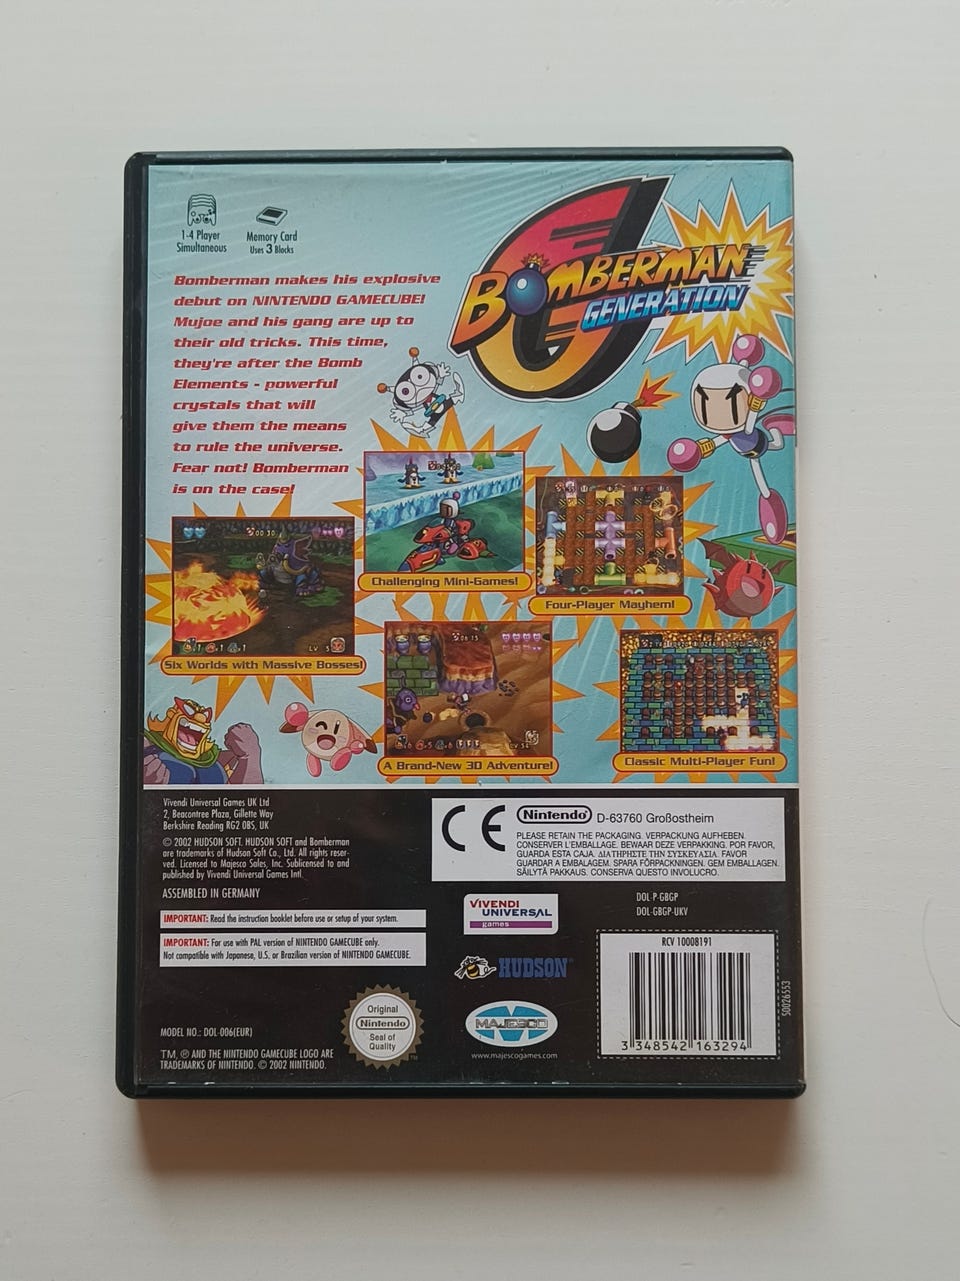 1-4 Player
Simultaneous
Memory Card
Uses 3 Blocks
BOMBERMAN
GENERATION
Bomberman makes his explosive
debut on NINTENDO GAMECUBE!
Mujoe and his gang are up to
their old tricks. This time,
they're after the Bomb
Elements - powerful
crystals that will
give them the means
to rule the universe.
Fear not! Bomberman
is on the case!
Challenging Mini-Games!
Four-Player Mayhem!
Six Worlds with Massive Bosses!
A Brand-New 3D Adventure!
Classic Multi-Player Fun!
Vivendi Universal Games UK Ltd
2, Beacontree Plaza, Gillette Way
Berkshire Reading RG2 0BS, UK
© 2002 HUDSON SOFT. HUDSON SOFT and Bomberman
are trademarks of Hudson Soft Co., Ltd. All rights reser-
ved. Licensed to Majesco Sales, Inc. Sublicensed to and
published by Vivendi Universal Games Intl.
ASSEMBLED IN GERMANY
IMPORTANT: Read the instruction booklet before use or setup of your system.
IMPORTANT: For use with PAL version of NINTENDO GAMECUBE only.
Not compatible with Japanese, U.S. or Brazilian version of NINTENDO GAMECUBE.
MODEL NO.: DOL-006(EUR)
TM, ® AND THE NINTENDO GAMECUBE LOGO ARE
TRADEMARKS OF NINTENDO. © 2002 NINTENDO.
Original
Nintendo
Seal of
Quality
TM
CE
Nintendo® D-63760 Großostheim
PLEASE RETAIN THE PACKAGING. VERPACKUNG AUFHEBEN.
CONSERVER L'EMBALLAGE. BEWAAR DEZE VERPAKKING. POR FAVOR,
GUARDA ESTA CAJA. ΔΙΑΤΗΡΗΣΤΕ ΤΗΝ ΣΥΣΚΕΥΑΣΙΑ. FAVOR
GUARDAR A EMBALAGEM. SPARA FÖRPACKNINGEN. GEM EMBALLAGEN.
SÄILYTÄ PAKKAUS. CONSERVA QUESTO INVOLUCRO.
VIVENDI
UNIVERSAL
games
DOL-P-GBGP
DOL-GBGP-UKV
HUDSON®
MAJESCO
www.majescogames.com
RCV 10008191
3 348542 163294
S0026553